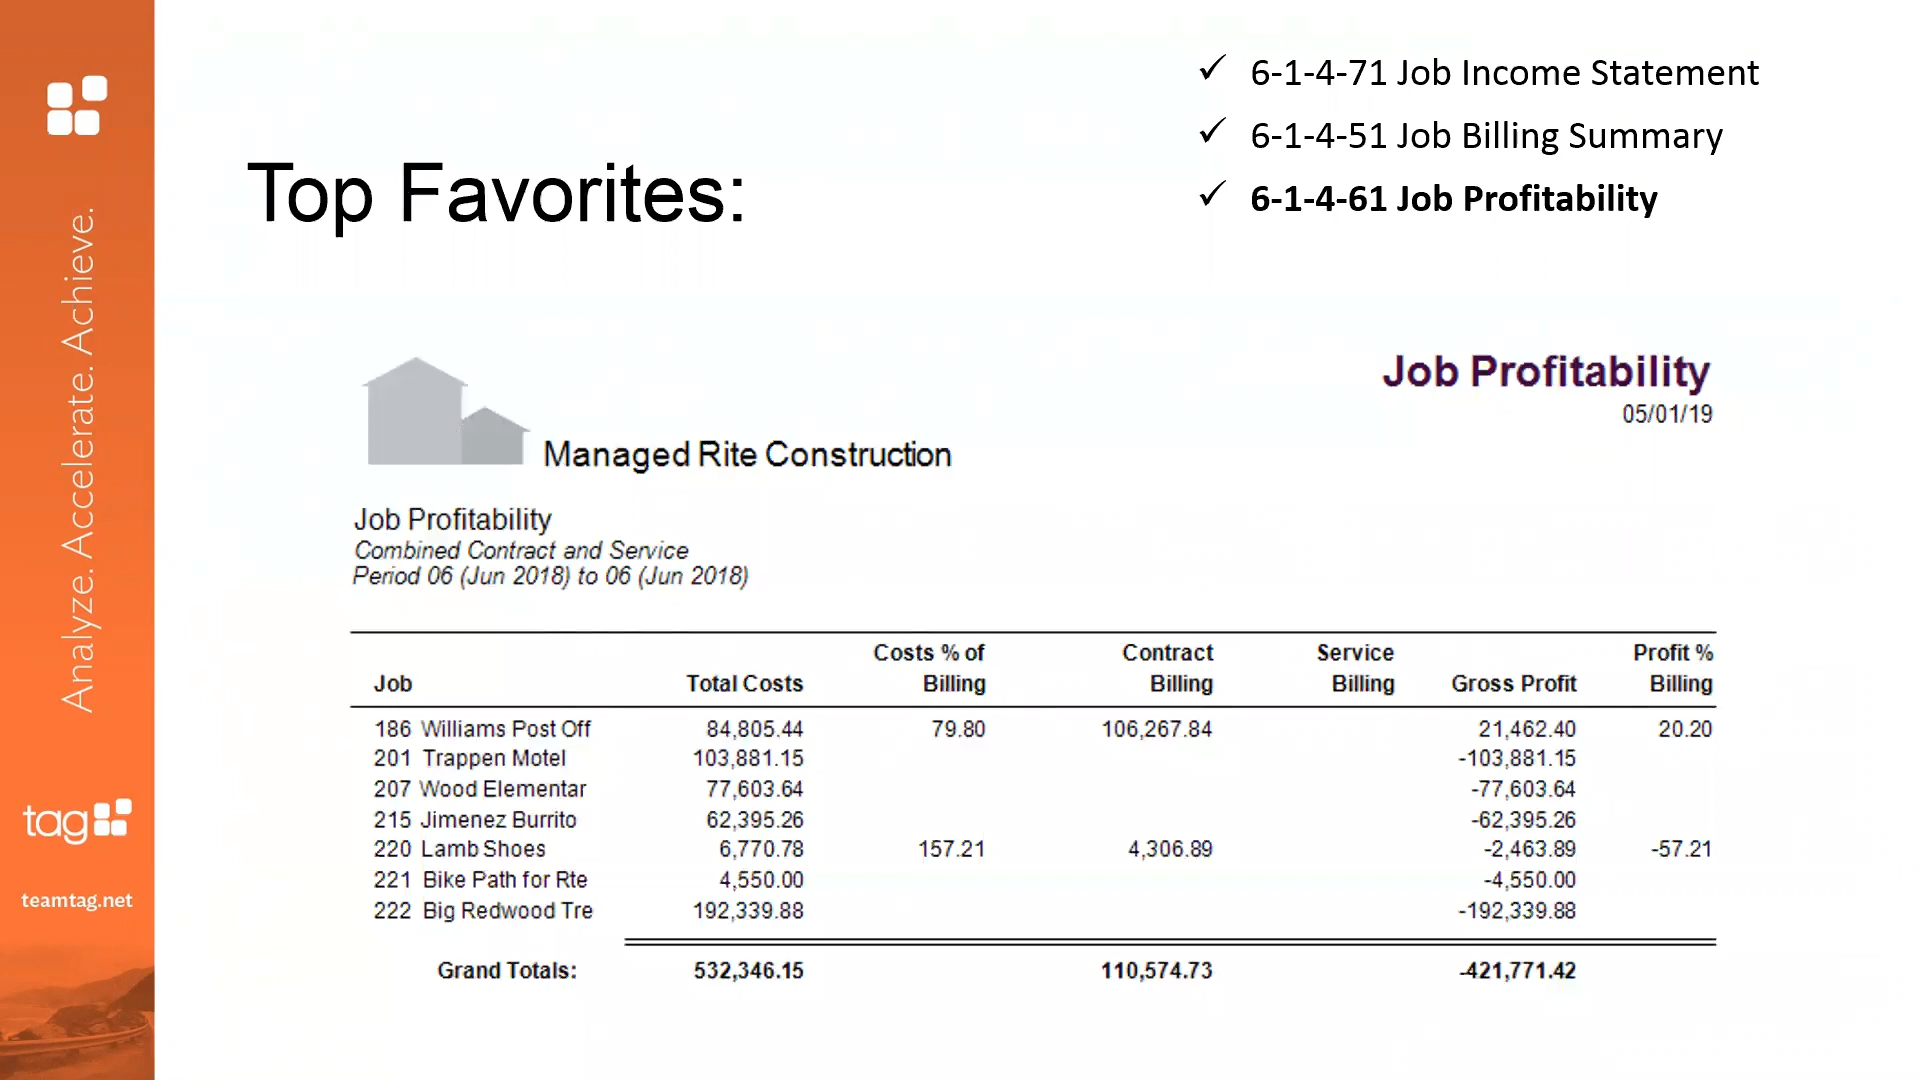 6-1-4-71 Job Income Statement
6-1-4-51 Job Billing Summary
6-1-4-61 Job Profitability
Top Favorites:
Analyze. Accelerate. Achieve.
tag
teamtag.net
Job Profitability
05/01/19
Managed Rite Construction
Job Profitability
Combined Contract and Service
Period 06 (Jun 2018) to 06 (Jun 2018)
Costs % of Contract Service Profit %
Job Total Costs Billing Billing Billing Gross Profit Billing
186 Williams Post Off 84,805.44 79.80 106,267.84 21,462.40 20.20
201 Trappen Motel 103,881.15 -103,881.15
207 Wood Elementar 77,603.64 -77,603.64
215 Jimenez Burrito 62,395.26 -62,395.26
220 Lamb Shoes 6,770.78 157.21 4,306.89 -2,463.89 -57.21
221 Bike Path for Rte 4,550.00 -4,550.00
222 Big Redwood Tre 192,339.88 -192,339.88
Grand Totals: 532,346.15 110,574.73 -421,771.42